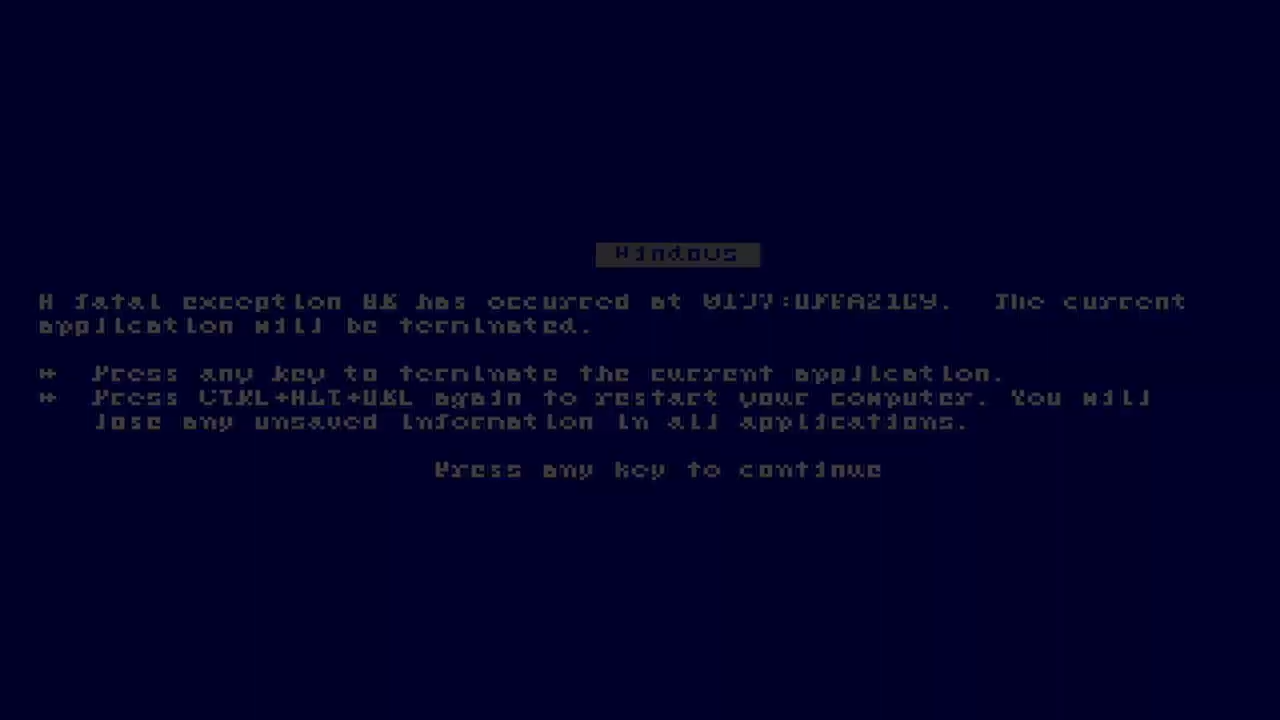 Windows
A fatal exception has occurred at The current
application will be terminated.
* Press any key to terminate the current application.
* Press CTRL+ALT+DEL again to restart your computer. You will
lose any unsaved information in all applications.
Press any key to continue